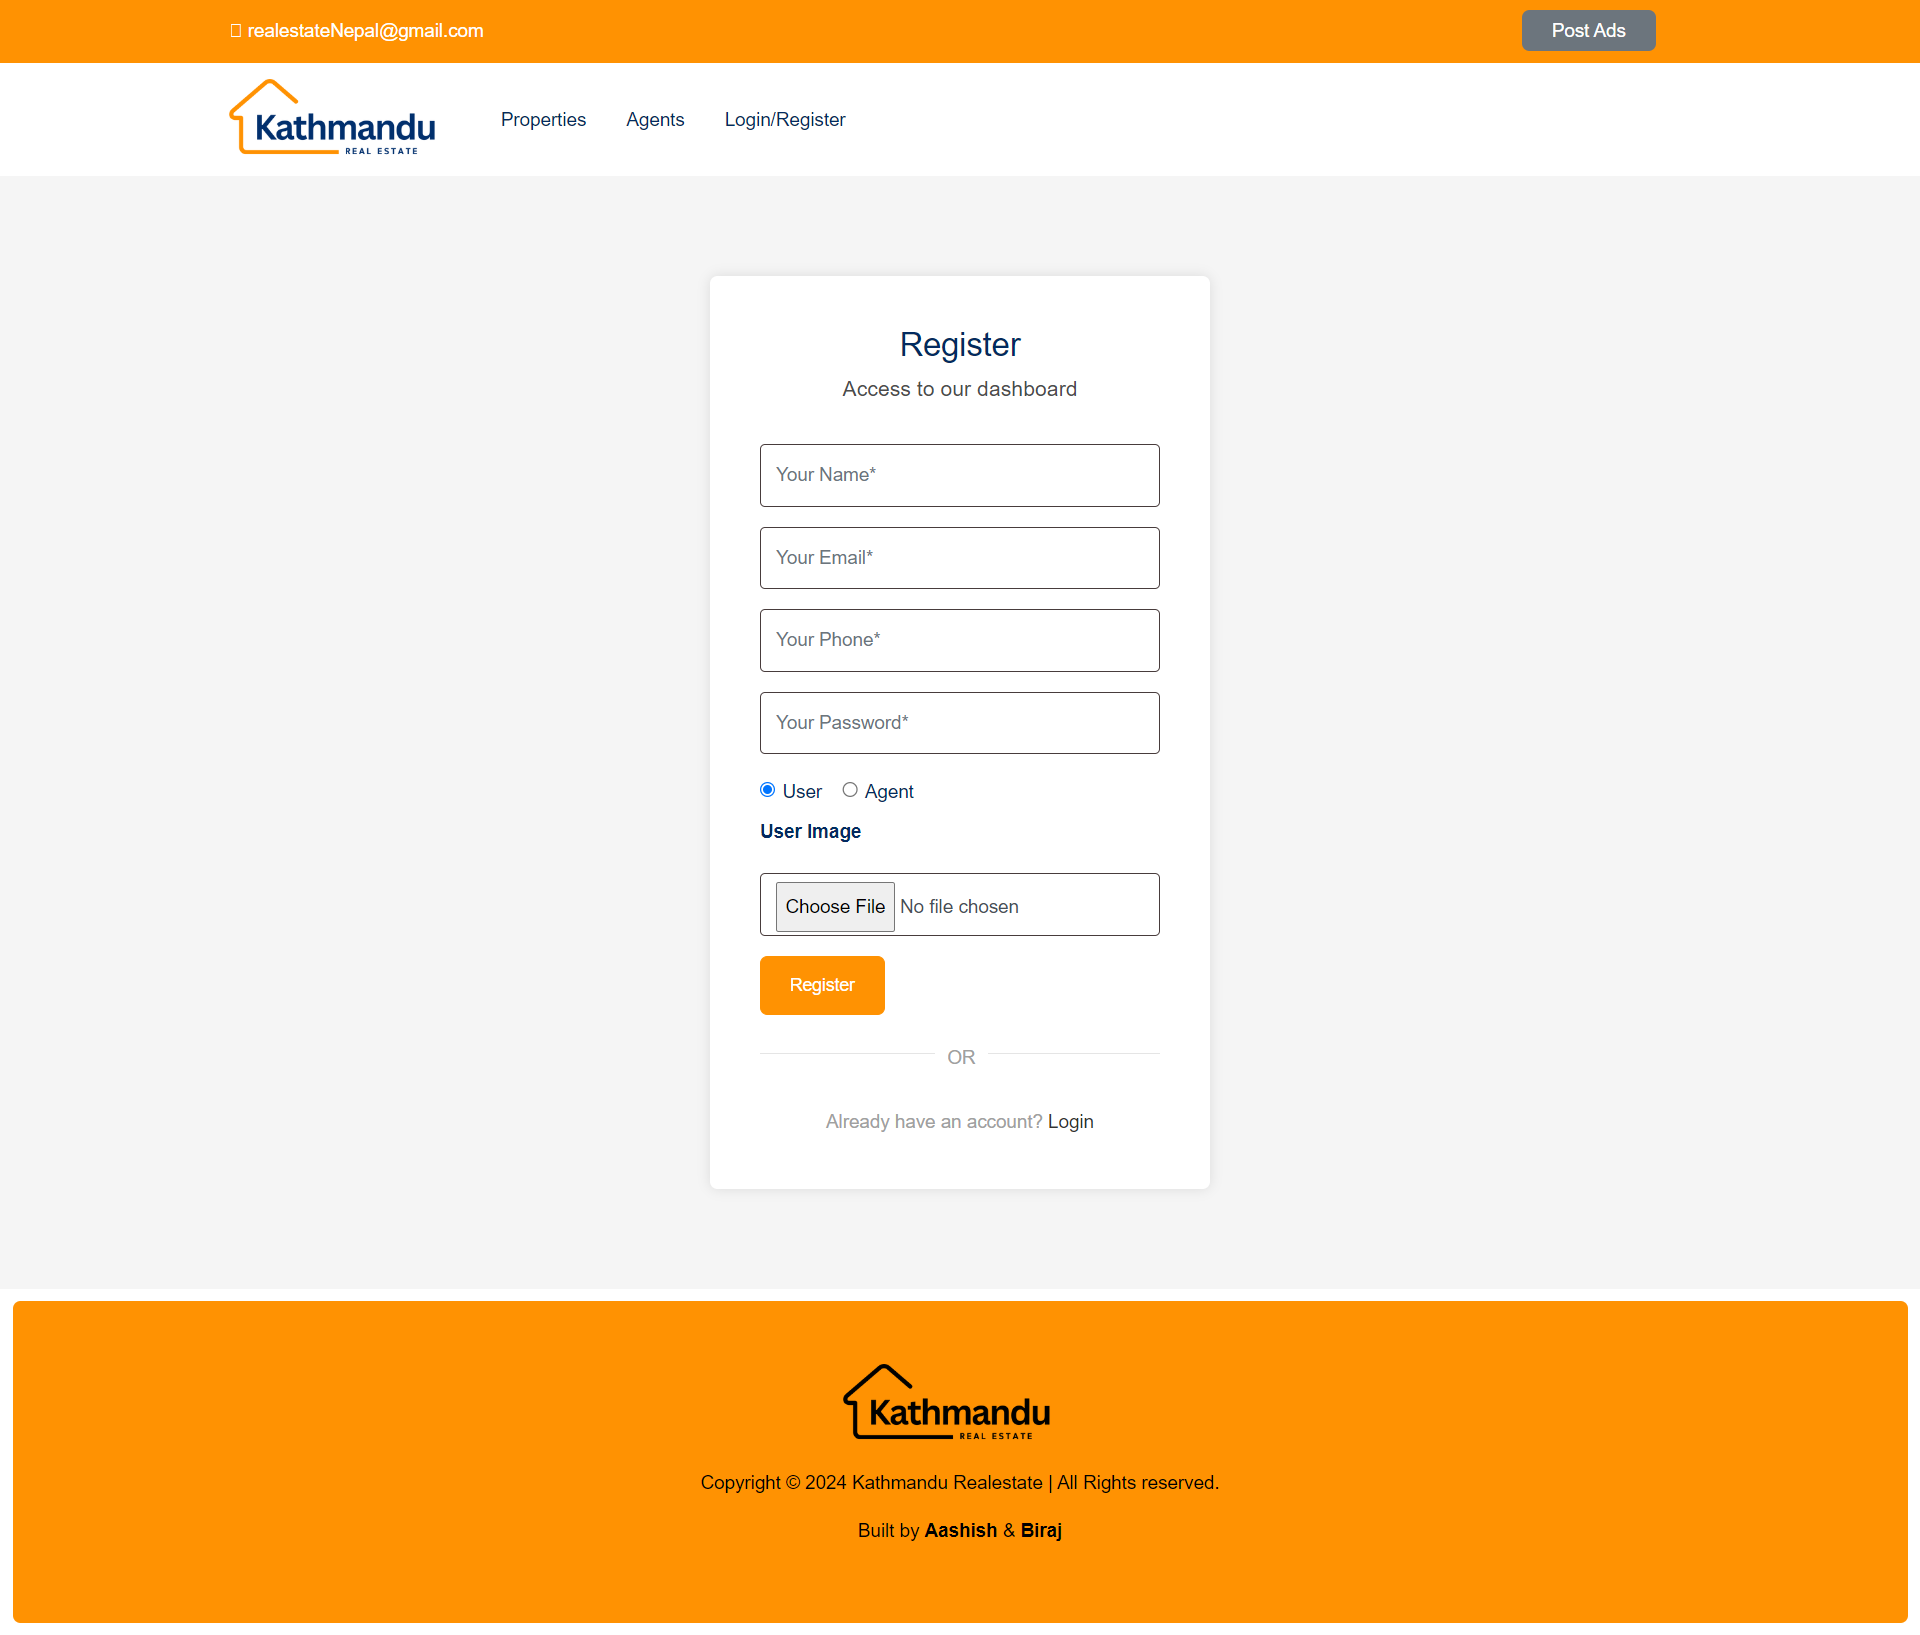 realestateNepal@gmail.com
Post Ads
Kathmandu
REAL ESTATE
Properties
Agents
Login/Register
Register
Access to our dashboard
Your Name*
Your Email*
Your Phone*
Your Password*
User
Agent
User Image
Choose File No file chosen
Register
OR
Already have an account? Login
Kathmandu
REAL ESTATE
Copyright © 2024 Kathmandu Realestate | All Rights reserved.
Built by Aashish & Biraj